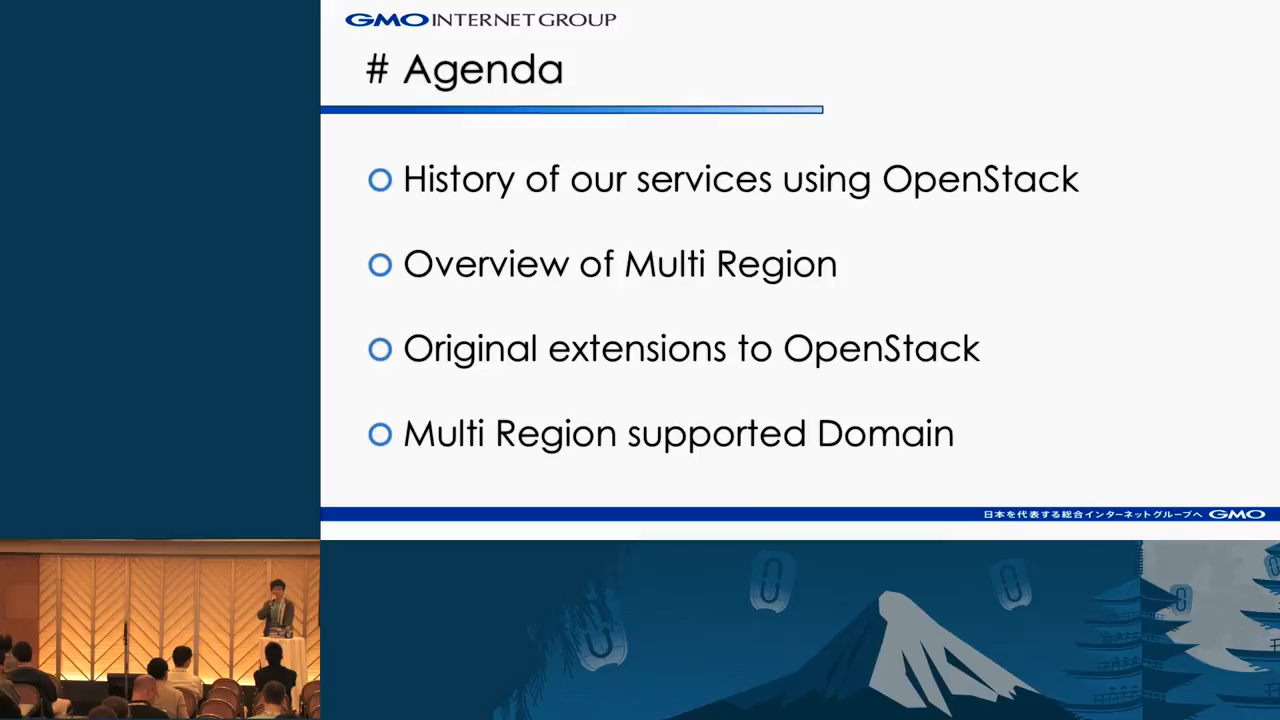 GMO INTERNET GROUP
# Agenda
History of our services using OpenStack
Overview of Multi Region
Original extensions to OpenStack
Multi Region supported Domain
日本を代表する総合インターネットグループへ GMO